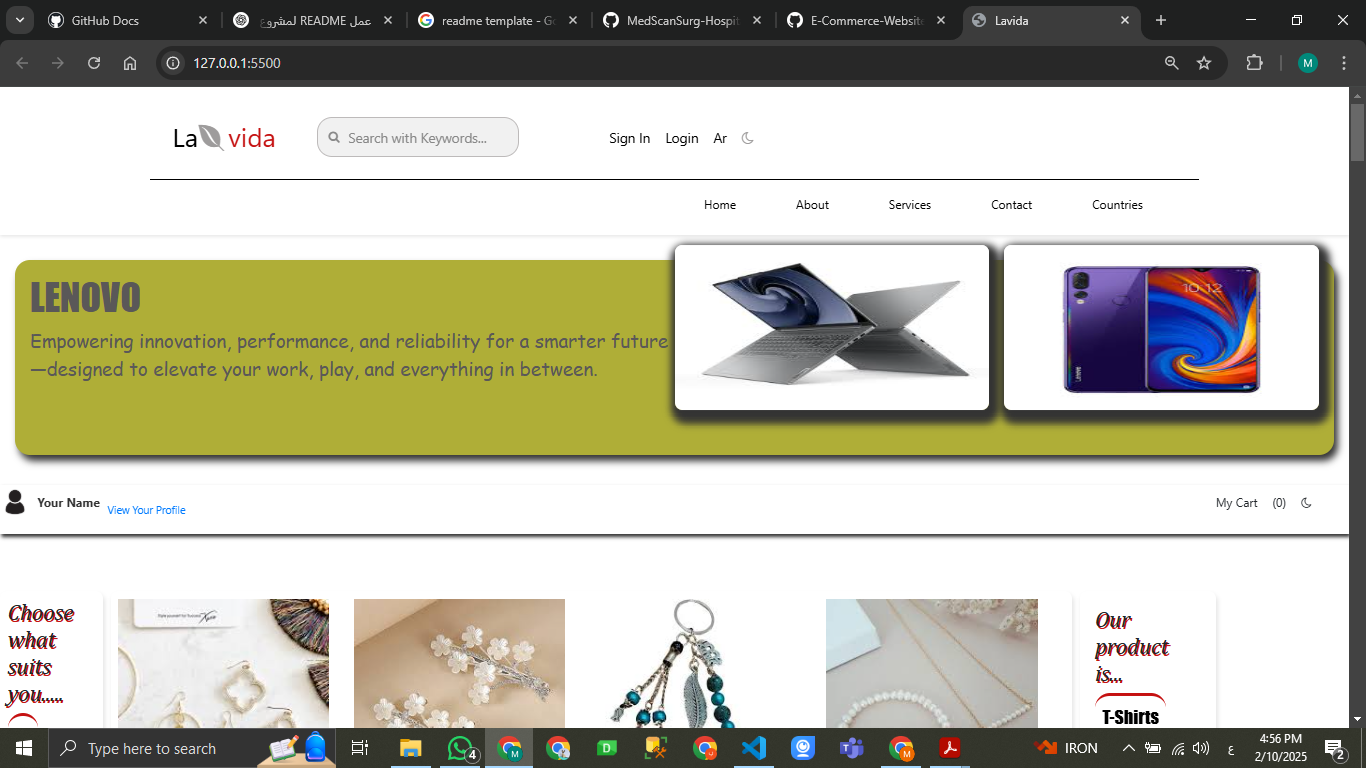 GitHub Docs
عمل README لمشروع
readme template - Go
MedScanSurg-Hospit
E-Commerce-Website
Lavida
127.0.0.1:5500
M
La vida
Search with Keywords...
Sign In Login Ar
Home About Services Contact Countries
LENOVO
Empowering innovation, performance, and reliability for a smarter future
—designed to elevate your work, play, and everything in between.
10:12
Your Name View Your Profile
My Cart (0)
Choose
what
suits
you.....
Our
product
is...
T-Shirts
Type here to search
4
IRON
ع
4:56 PM
2/10/2025
2